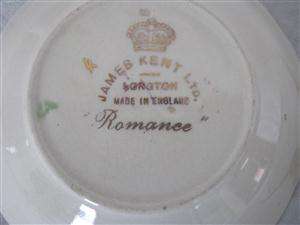 JAMES KENT LTD.
LONGTON
MADE IN ENGLAND
"Romance"